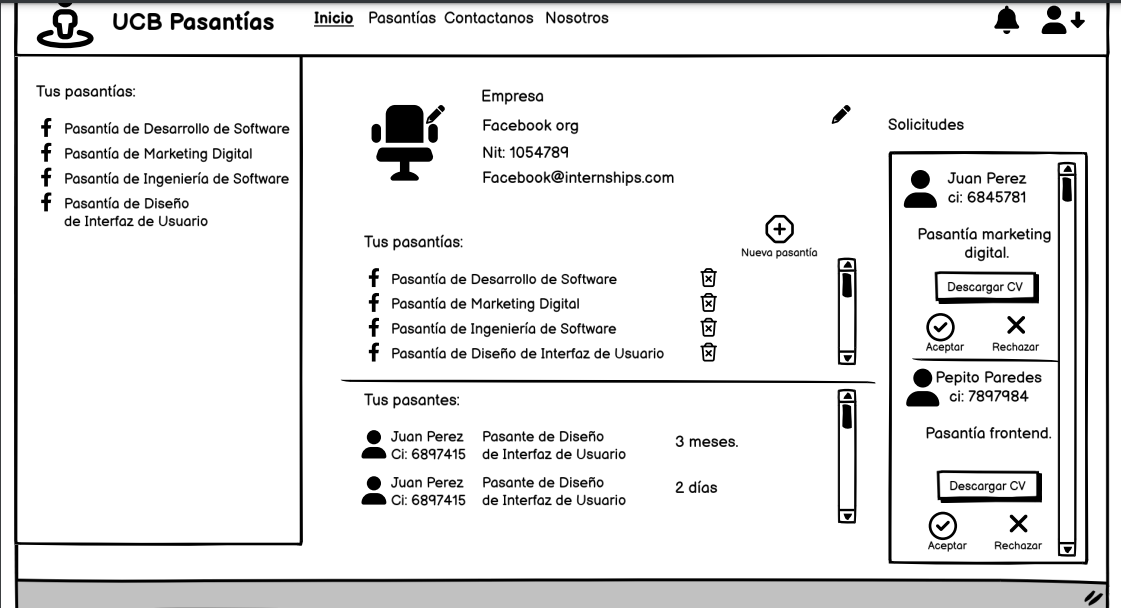 UCB Pasantías
Inicio Pasantías Contactanos Nosotros
Tus pasantías:
Pasantía de Desarrollo de Software
Pasantía de Marketing Digital
Pasantía de Ingeniería de Software
Pasantía de Diseño
de Interfaz de Usuario
Empresa
Facebook org
Nit: 1054789
Facebook@internships.com
Nueva pasantía
Tus pasantías:
Pasantía de Desarrollo de Software
Pasantía de Marketing Digital
Pasantía de Ingeniería de Software
Pasantía de Diseño de Interfaz de Usuario
Tus pasantes:
Juan Perez Pasante de Diseño
Ci: 6897415 de Interfaz de Usuario
3 meses.
Juan Perez Pasante de Diseño
Ci: 6897415 de Interfaz de Usuario
2 días
Solicitudes
Juan Perez
ci: 6845781
Pasantía marketing
digital.
Descargar CV
Aceptar Rechazar
Pepito Paredes
ci: 7897984
Pasantía frontend.
Descargar CV
Aceptar Rechazar